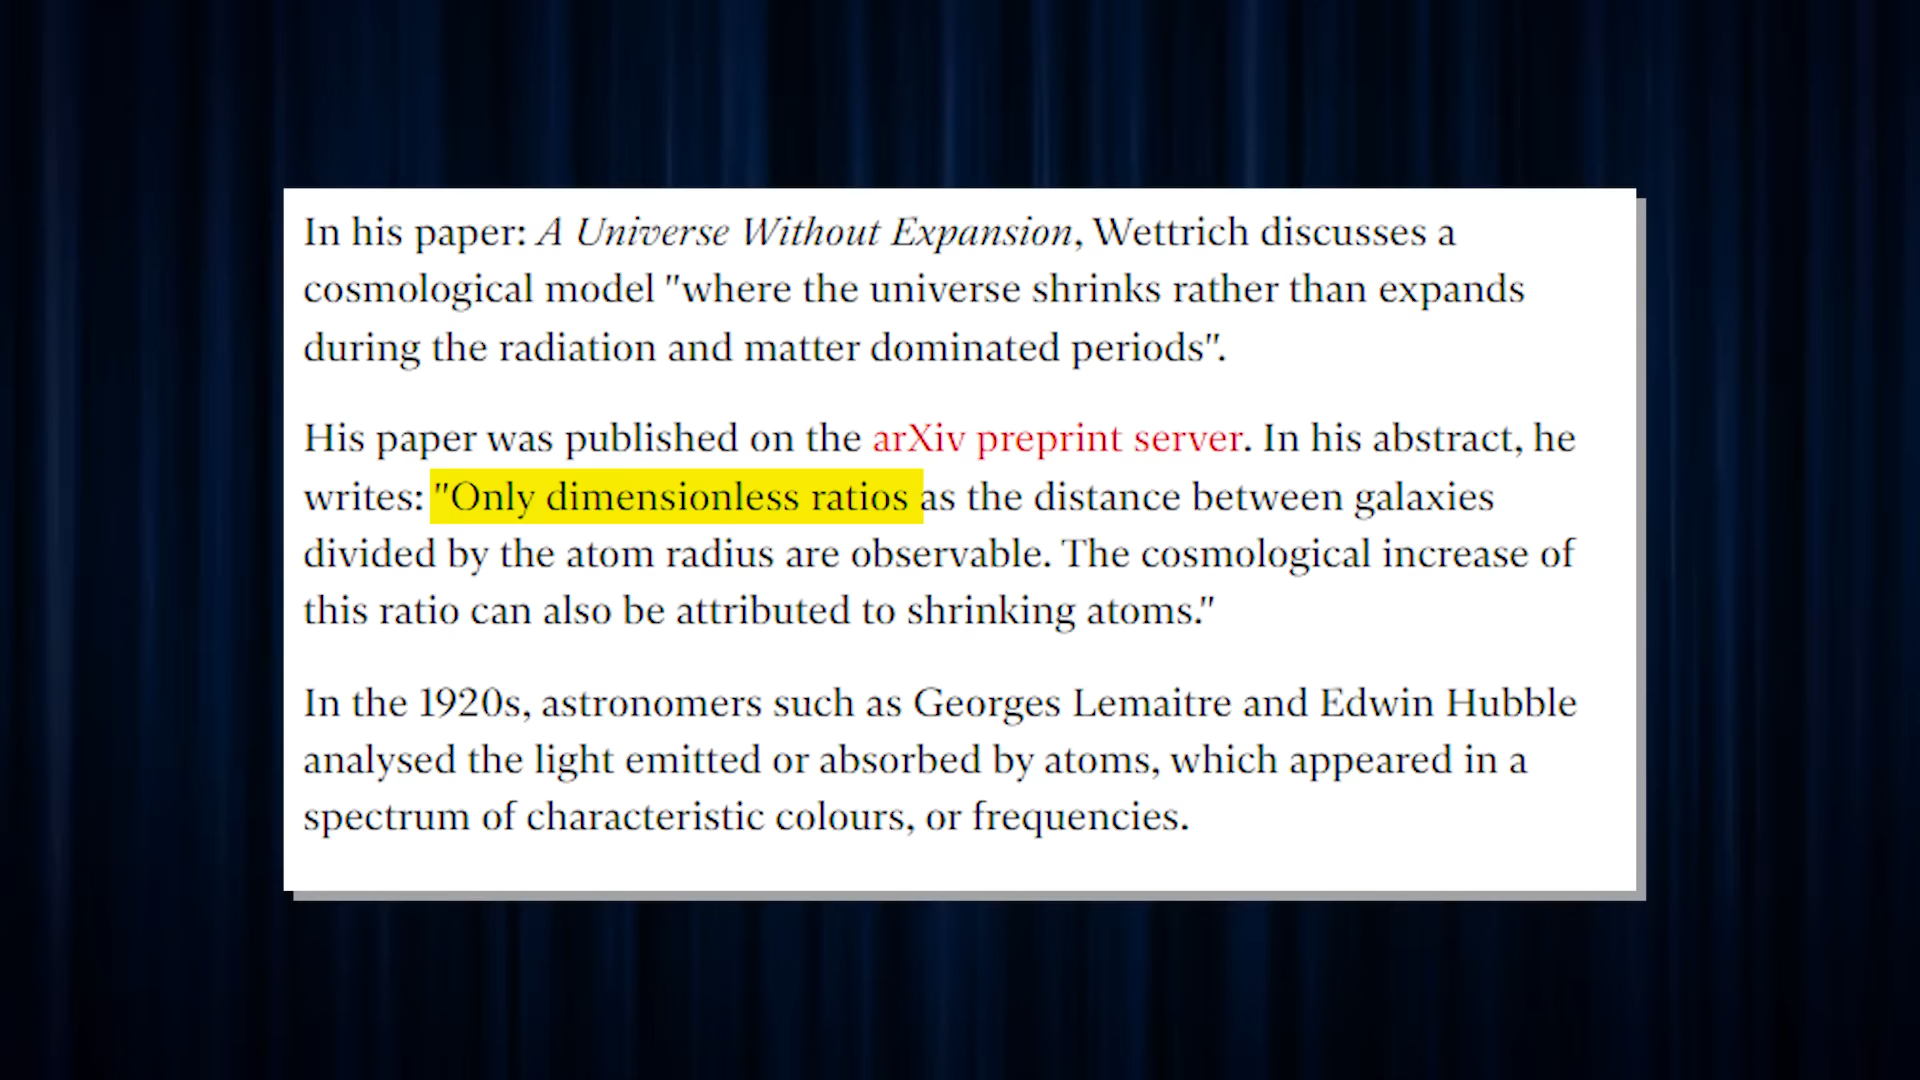 In his paper: A Universe Without Expansion, Wettrich discusses a
cosmological model "where the universe shrinks rather than expands
during the radiation and matter dominated periods".
His paper was published on the arXiv preprint server. In his abstract, he
writes: "Only dimensionless ratios as the distance between galaxies
divided by the atom radius are observable. The cosmological increase of
this ratio can also be attributed to shrinking atoms."
In the 1920s, astronomers such as Georges Lemaitre and Edwin Hubble
analysed the light emitted or absorbed by atoms, which appeared in a
spectrum of characteristic colours, or frequencies.